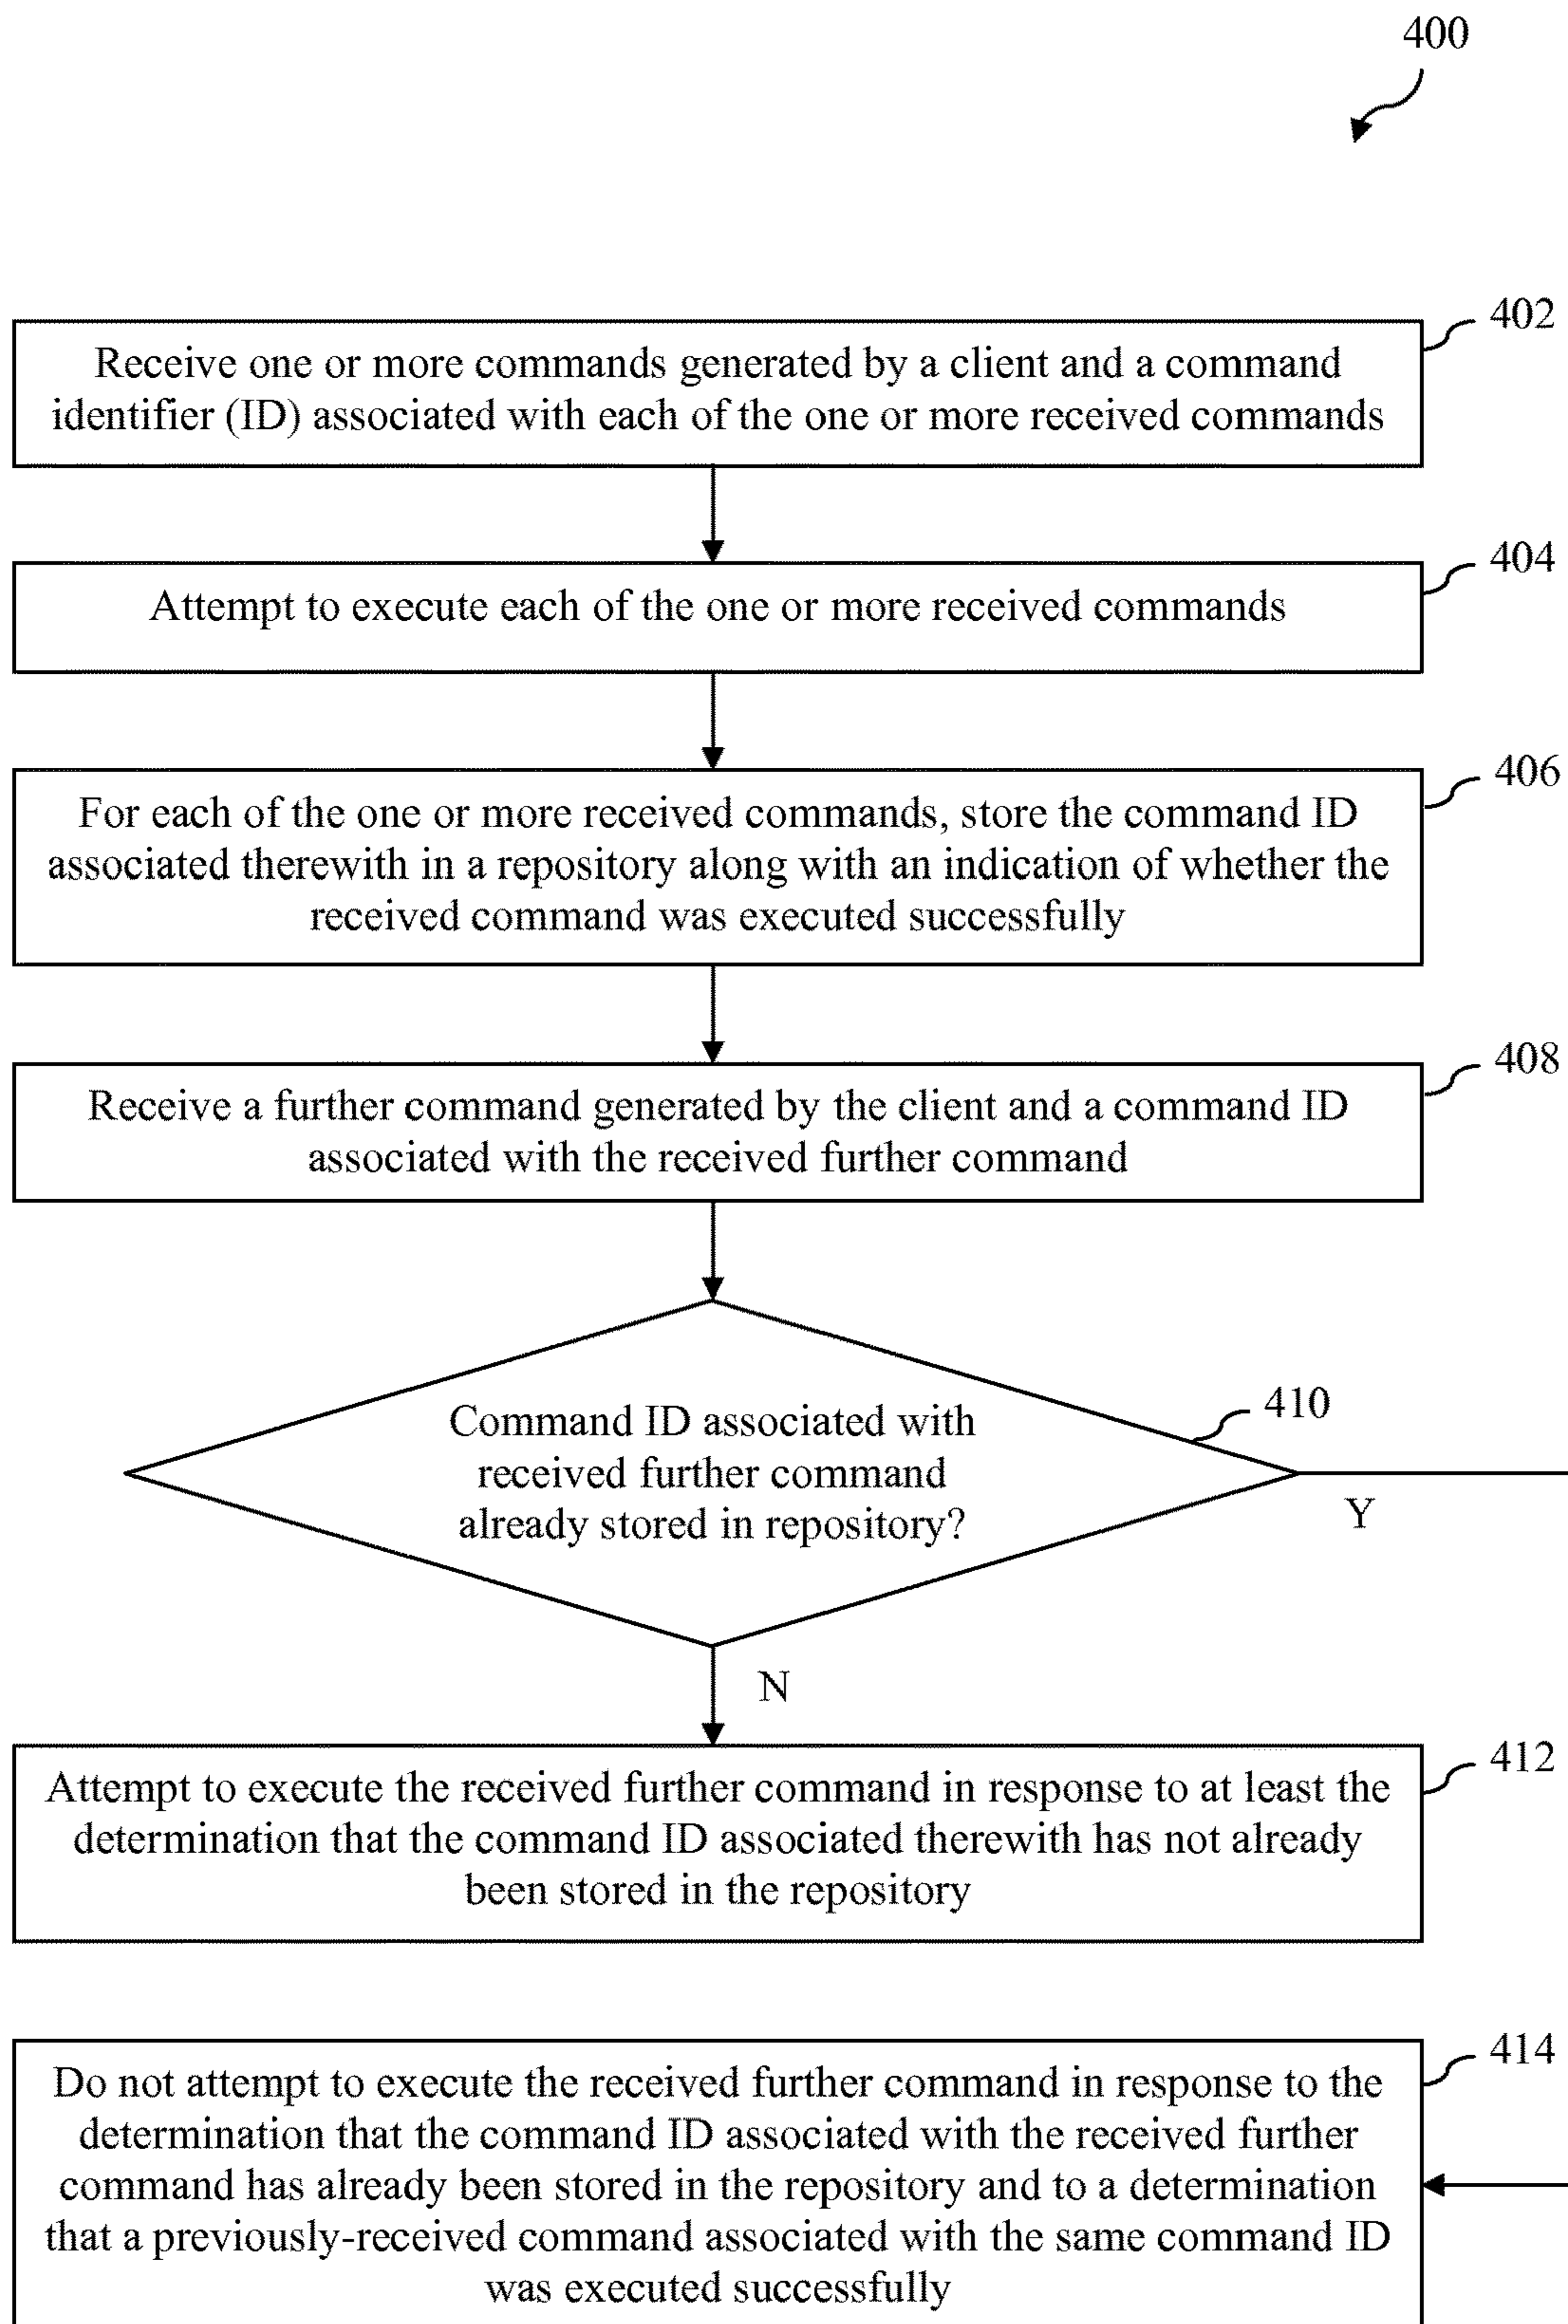 400
402
Receive one or more commands generated by a client and a command
identifier (ID) associated with each of the one or more received commands
404
Attempt to execute each of the one or more received commands
406
For each of the one or more received commands, store the command ID
associated therewith in a repository along with an indication of whether the
received command was executed successfully
408
Receive a further command generated by the client and a command ID
associated with the received further command
410
Command ID associated with
received further command
already stored in repository?
Y
N
412
Attempt to execute the received further command in response to at least the
determination that the command ID associated therewith has not already
been stored in the repository
414
Do not attempt to execute the received further command in response to the
determination that the command ID associated with the received further
command has already been stored in the repository and to a determination
that a previously-received command associated with the same command ID
was executed successfully